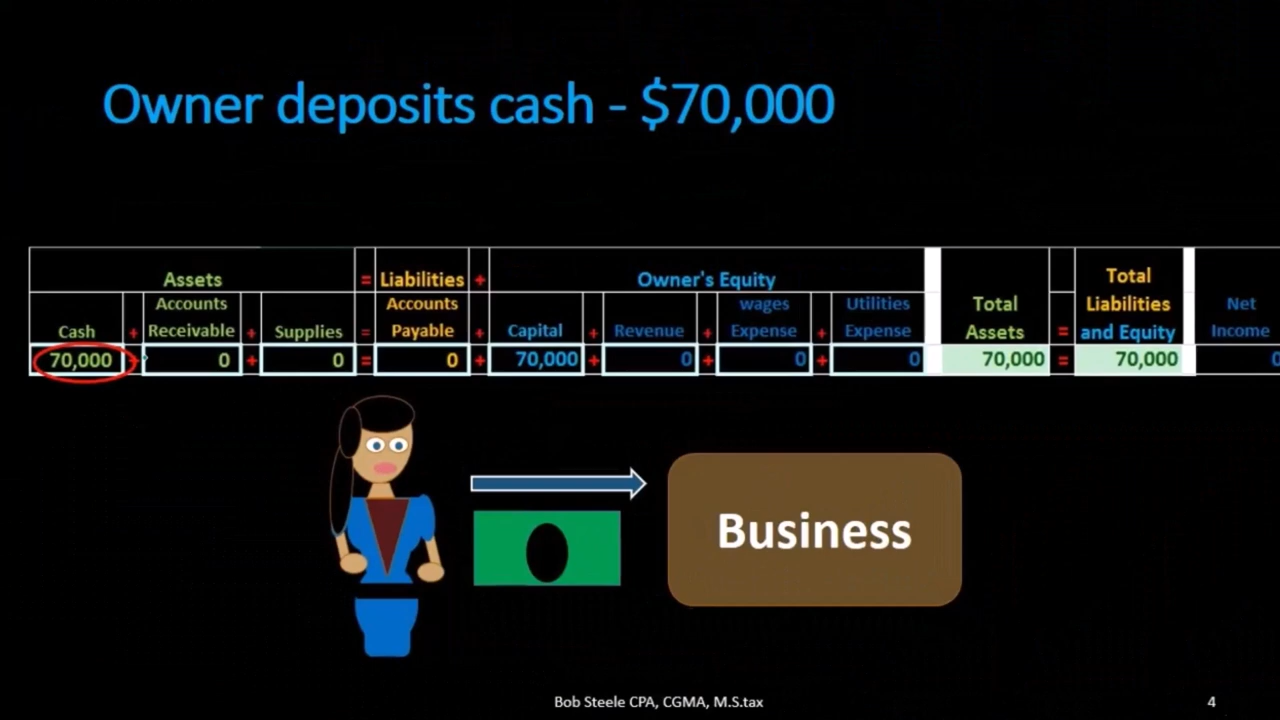 Owner deposits cash - $70,000
Assets = Liabilities + Owner's Equity
Total Assets = Total Liabilities and Equity
Net Income
Cash + Accounts Receivable + Supplies = Accounts Payable + Capital + Revenue + wages Expense + Utilities Expense
70,000 + 0 + 0 = 0 + 70,000 + 0 + 0 + 0 70,000 = 70,000 0
Business
Bob Steele CPA, CGMA, M.S.tax
4